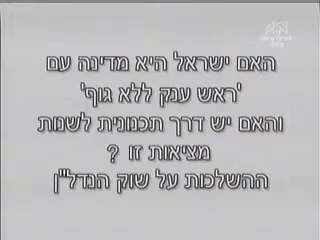 האם ישראל היא מדינה עם
'ראש ענק ללא גוף'
והאם יש דרך תכנונית לשנות
מציאות זו ?
ההשלכות על שוק הנדל"ן